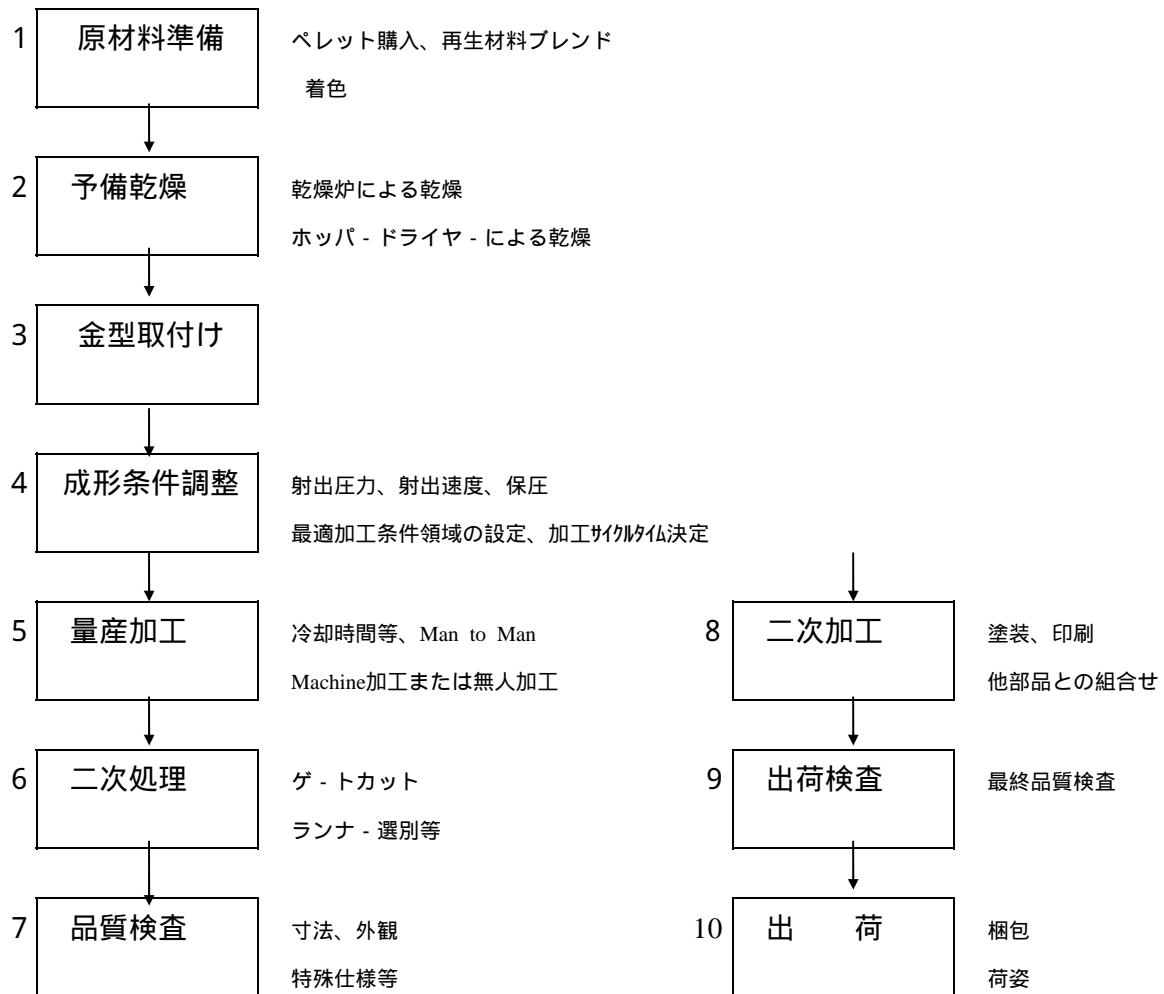 1 原材料準備 ペレット購入、再生材料ブレンド
着色
2 予備乾燥 乾燥炉による乾燥
ホッパ - ドライヤ - による乾燥
3 金型取付け
4 成形条件調整 射出圧力、射出速度、保圧
最適加工条件領域の設定、加工ｻｲｸﾙﾀｲﾑ決定
5 量産加工 冷却時間等、Man to Man
Machine加工または無人加工
6 二次処理 ゲ - トカット
ランナ - 選別等
7 品質検査 寸法、外観
特殊仕様等
8 二次加工 塗装、印刷
他部品との組合せ
9 出荷検査 最終品質検査
10 出 荷 梱包
荷姿